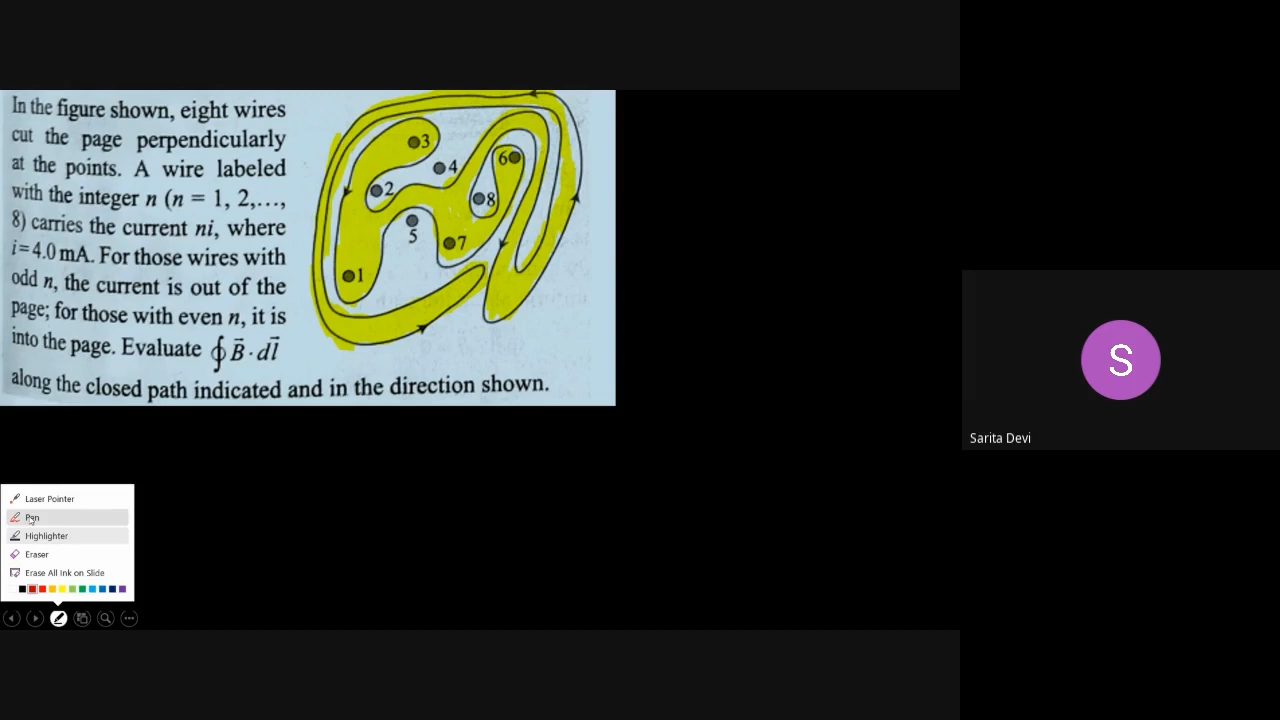 In the figure shown, eight wires
cut the page perpendicularly
at the points. A wire labeled
with the integer n (n = 1, 2,…,
8) carries the current ni, where
i=4.0 mA. For those wires with
odd n, the current is out of the
page; for those with even n, it is
into the page. Evaluate ∮ B⃗ · dl⃗
along the closed path indicated and in the direction shown.
3
4
6
2
8
5
7
1
S
Sarita Devi
Laser Pointer
Pen
Highlighter
Eraser
Erase All Ink on Slide